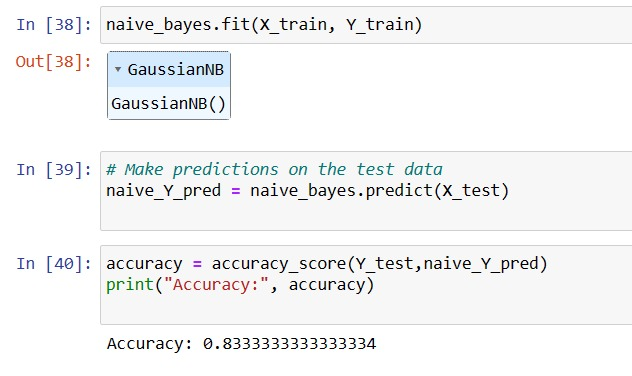 In [38]: naive_bayes.fit(X_train, Y_train)
Out[38]: ▾ GaussianNB
GaussianNB()
In [39]: # Make predictions on the test data
naive_Y_pred = naive_bayes.predict(X_test)
In [40]: accuracy = accuracy_score(Y_test,naive_Y_pred)
print("Accuracy:", accuracy)
Accuracy: 0.8333333333333334